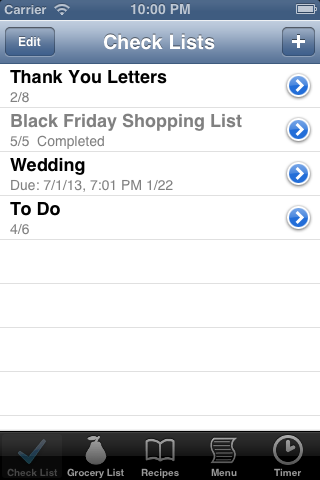 Carrier 10:00 PM
Edit Check Lists +
Thank You Letters
2/8
Black Friday Shopping List
5/5 Completed
Wedding
Due: 7/1/13, 7:01 PM 1/22
To Do
4/6
Check List Grocery List Recipes Menu Timer